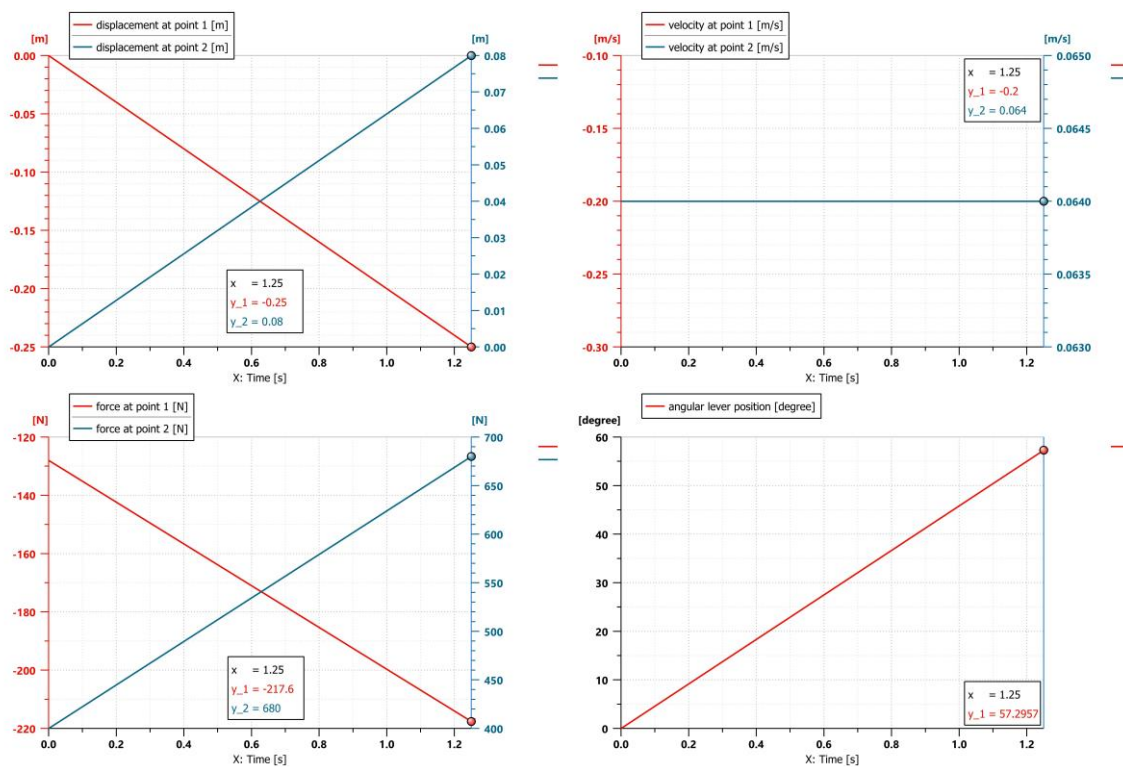 displacement at point 1 [m]
displacement at point 2 [m]
[m]
[m]
0.00
-0.05
-0.10
-0.15
-0.20
-0.25
0.08
0.07
0.06
0.05
0.04
0.03
0.02
0.01
0.00
x = 1.25
y_1 = -0.25
y_2 = 0.08
0.0 0.2 0.4 0.6 0.8 1.0 1.2
X: Time [s]
velocity at point 1 [m/s]
velocity at point 2 [m/s]
[m/s]
[m/s]
-0.10
-0.15
-0.20
-0.25
-0.30
0.0650
0.0645
0.0640
0.0635
0.0630
x = 1.25
y_1 = -0.2
y_2 = 0.064
0.0 0.2 0.4 0.6 0.8 1.0 1.2
X: Time [s]
force at point 1 [N]
force at point 2 [N]
[N]
[N]
-120
-140
-160
-180
-200
-220
700
650
600
550
500
450
400
x = 1.25
y_1 = -217.6
y_2 = 680
0.0 0.2 0.4 0.6 0.8 1.0 1.2
X: Time [s]
angular lever position [degree]
[degree]
60
50
40
30
20
10
0
x = 1.25
y_1 = 57.2957
0.0 0.2 0.4 0.6 0.8 1.0 1.2
X: Time [s]